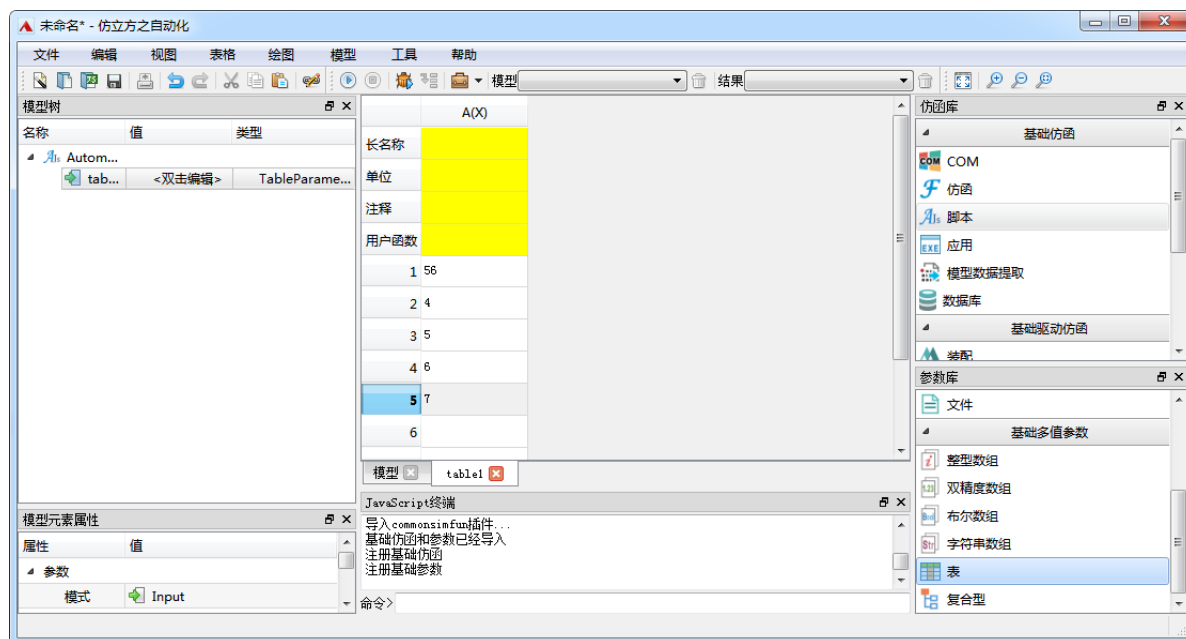 未命名* - 仿立方之自动化
文件 编辑 视图 表格 绘图 模型 工具 帮助
模型 结果
模型树
名称 值 类型
Autom...
tab... <双击编辑> TableParame...
模型元素属性
属性 值
参数
模式 Input
A(X)
长名称
单位
注释
用户函数
1 56
2 4
3 5
4 6
5 7
6
模型 table1
JavaScript终端
导入commonsimfun插件...
基础仿函和参数已经导入
注册基础仿函
注册基础参数
命令>
仿函库
基础仿函
COM COM
仿函
AJs 脚本
EXE 应用
模型数据提取
数据库
基础驱动仿函
装配
参数库
文件
基础多值参数
整型数组
1.23 双精度数组
Bool 布尔数组
Str 字符串数组
表
复合型